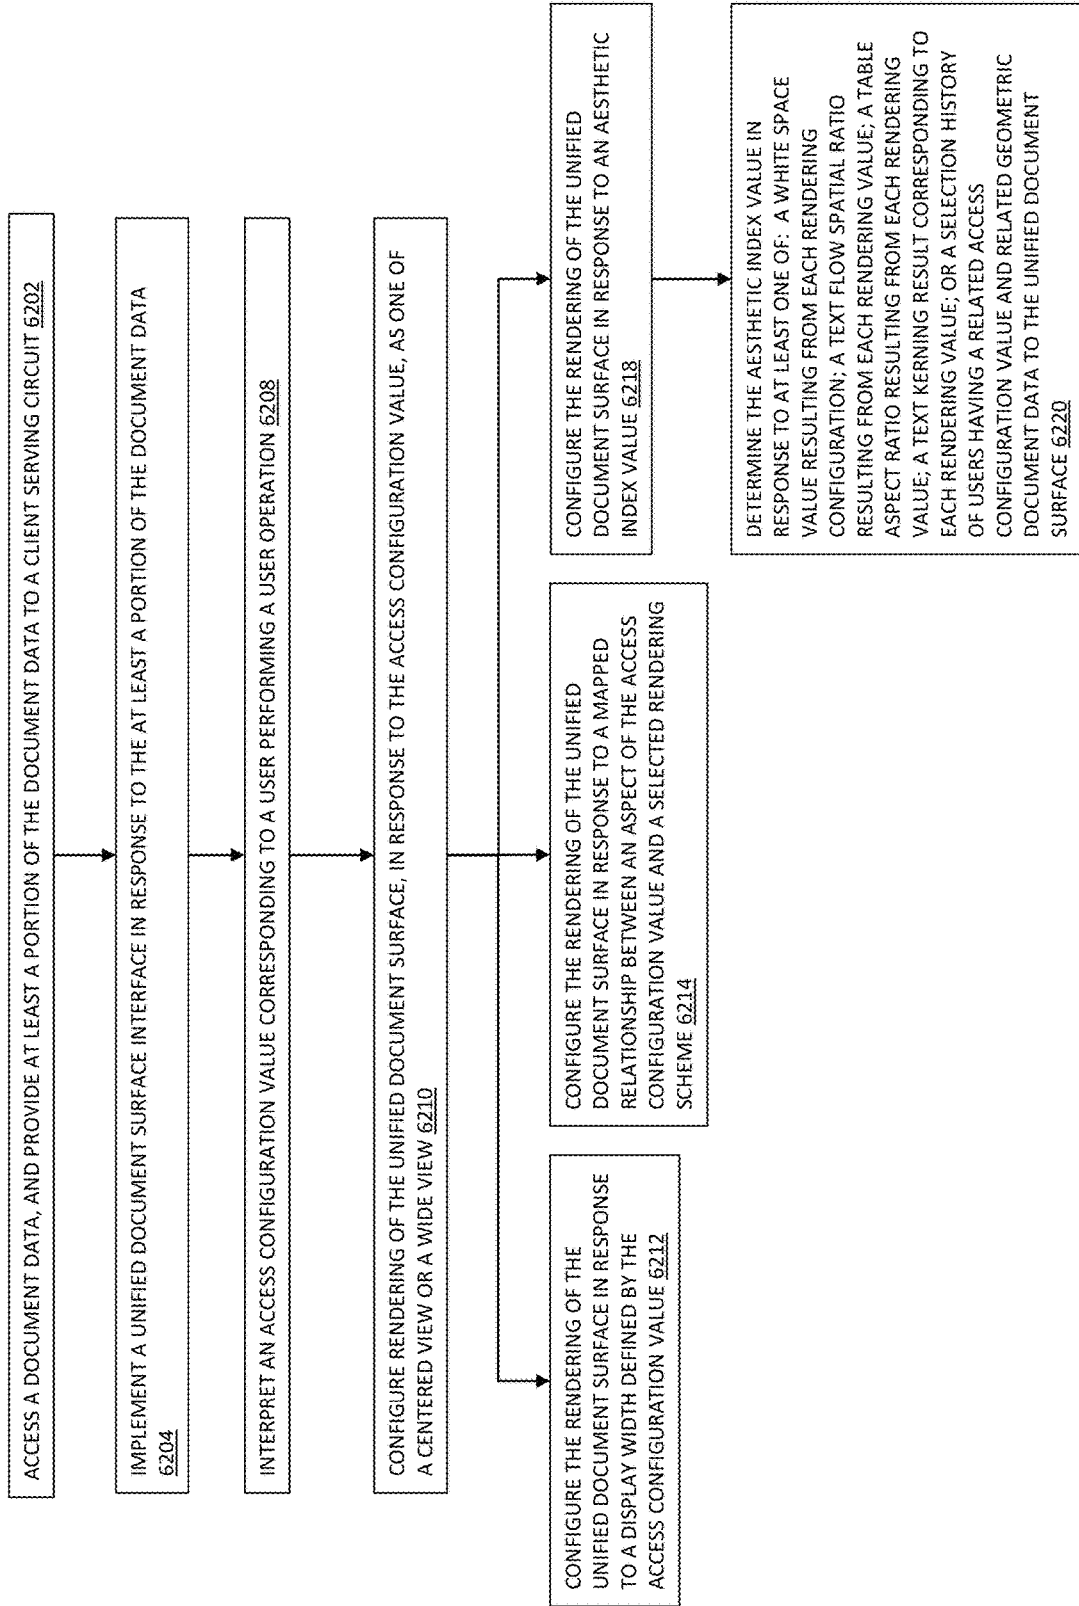 ACCESS A DOCUMENT DATA, AND PROVIDE AT LEAST A PORTION OF THE DOCUMENT DATA TO A CLIENT SERVING CIRCUIT 6202
IMPLEMENT A UNIFIED DOCUMENT SURFACE INTERFACE IN RESPONSE TO THE AT LEAST A PORTION OF THE DOCUMENT DATA
6204
INTERPRET AN ACCESS CONFIGURATION VALUE CORRESPONDING TO A USER PERFORMING A USER OPERATION 6208
CONFIGURE RENDERING OF THE UNIFIED DOCUMENT SURFACE, IN RESPONSE TO THE ACCESS CONFIGURATION VALUE, AS ONE OF
A CENTERED VIEW OR A WIDE VIEW 6210
CONFIGURE THE RENDERING OF THE
UNIFIED DOCUMENT SURFACE IN RESPONSE
TO A DISPLAY WIDTH DEFINED BY THE
ACCESS CONFIGURATION VALUE 6212
CONFIGURE THE RENDERING OF THE UNIFIED
DOCUMENT SURFACE IN RESPONSE TO A MAPPED
RELATIONSHIP BETWEEN AN ASPECT OF THE ACCESS
CONFIGURATION VALUE AND A SELECTED RENDERING
SCHEME 6214
CONFIGURE THE RENDERING OF THE UNIFIED
DOCUMENT SURFACE IN RESPONSE TO AN AESTHETIC
INDEX VALUE 6218
DETERMINE THE AESTHETIC INDEX VALUE IN
RESPONSE TO AT LEAST ONE OF: A WHITE SPACE
VALUE RESULTING FROM EACH RENDERING
CONFIGURATION; A TEXT FLOW SPATIAL RATIO
RESULTING FROM EACH RENDERING VALUE; A TABLE
ASPECT RATIO RESULTING FROM EACH RENDERING
VALUE; A TEXT KERNING RESULT CORRESPONDING TO
EACH RENDERING VALUE; OR A SELECTION HISTORY
OF USERS HAVING A RELATED ACCESS
CONFIGURATION VALUE AND RELATED GEOMETRIC
DOCUMENT DATA TO THE UNIFIED DOCUMENT
SURFACE 6220